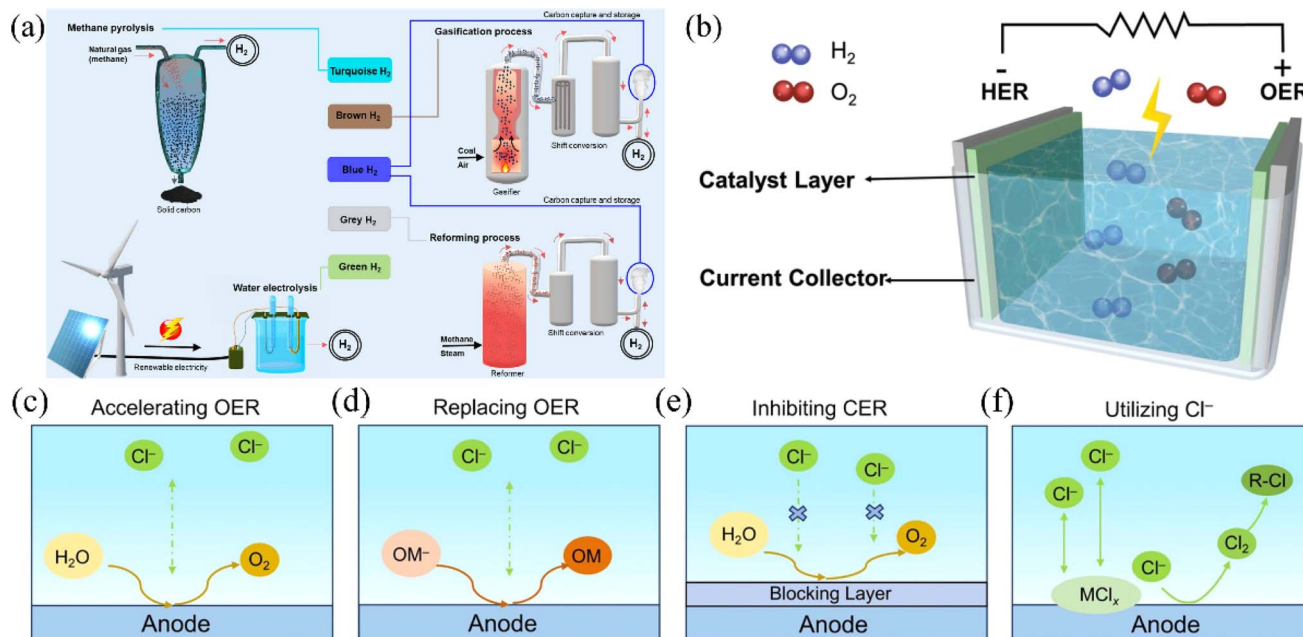 (a)
Methane pyrolysis
Natural gas
(methane)
H₂
Solid carbon
Turquoise H₂
Brown H₂
Blue H₂
Grey H₂
Green H₂
Carbon capture and storage
Gasification process
Coal
Air
Gasifier
Shift conversion
H₂
Carbon capture and storage
Reforming process
Methane
Steam
Reformer
Shift conversion
H₂
Water electrolysis
Renewable electricity
H₂
(b)
H₂
O₂
-
HER
+
OER
Catalyst Layer
Current Collector
(c)
Accelerating OER
Cl⁻
Cl⁻
H₂O
O₂
Anode
(d)
Replacing OER
Cl⁻
Cl⁻
OM⁻
OM
Anode
(e)
Inhibiting CER
Cl⁻
Cl⁻
H₂O
O₂
Blocking Layer
Anode
(f)
Utilizing Cl⁻
Cl⁻
Cl⁻
R-Cl
Cl₂
Cl⁻
MClₓ
Anode